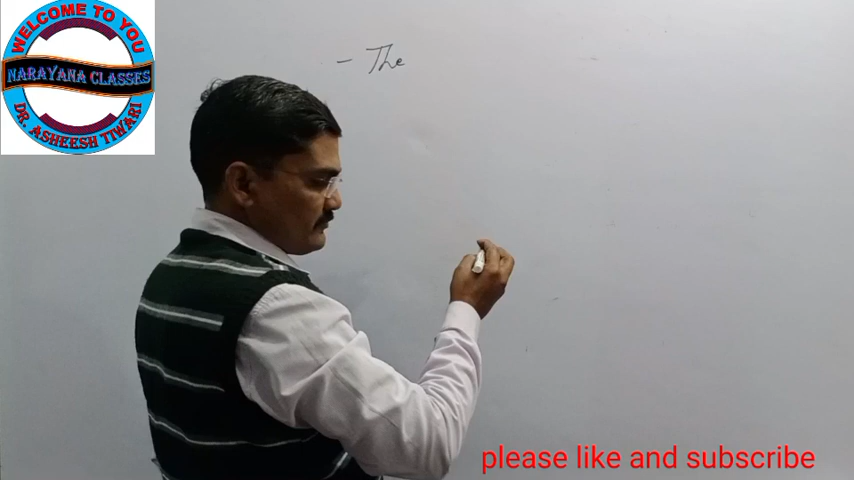 WELCOME TO YOU
NARAYANA CLASSES
DR. ASHEESH TIWARI
- The
please like and subscribe